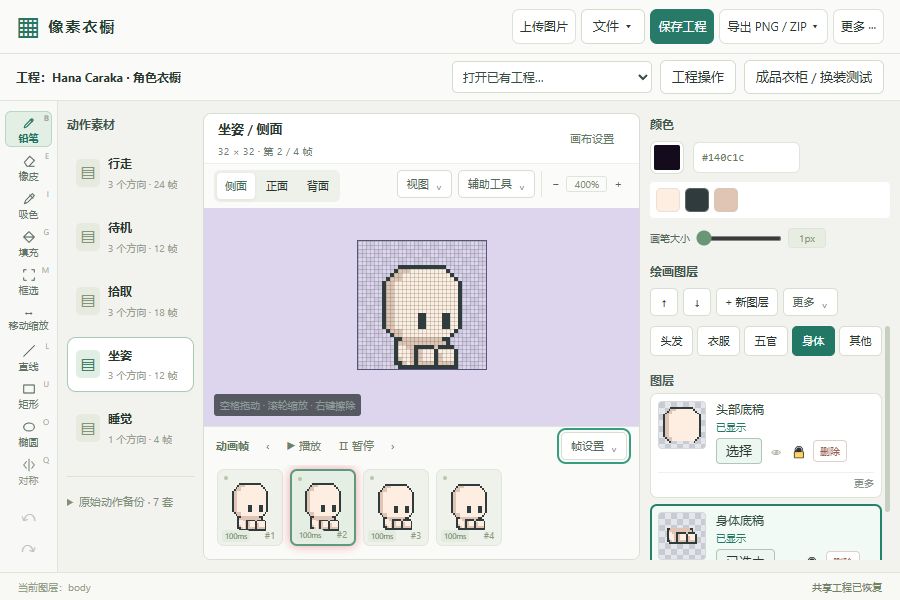 像素衣橱
上传图片
文件
保存工程
导出 PNG / ZIP
更多 ...
工程: Hana Caraka · 角色衣橱
打开已有工程...
工程操作
成品衣柜 / 换装测试
铅笔 B
橡皮 E
吸色 I
填充 G
框选 M
移动缩放
直线 L
矩形 U
椭圆 O
对称 Q
动作素材
行走
3 个方向 · 24 帧
待机
3 个方向 · 12 帧
拾取
3 个方向 · 18 帧
坐姿
3 个方向 · 12 帧
睡觉
1 个方向 · 4 帧
原始动作备份 · 7 套
坐姿 / 侧面
32 × 32 · 第 2 / 4 帧
画布设置
侧面
正面
背面
视图
辅助工具
− 400% +
空格拖动 · 滚轮缩放 · 右键擦除
动画帧
播放
暂停
帧设置
100ms #1
100ms #2
100ms #3
100ms #4
颜色
#140c1c
画笔大小
1px
绘画图层
↑
↓
+ 新图层
更多
头发
衣服
五官
身体
其他
图层
头部底稿
已显示
选择
删除
更多
身体底稿
已显示
当前图层: body
共享工程已恢复